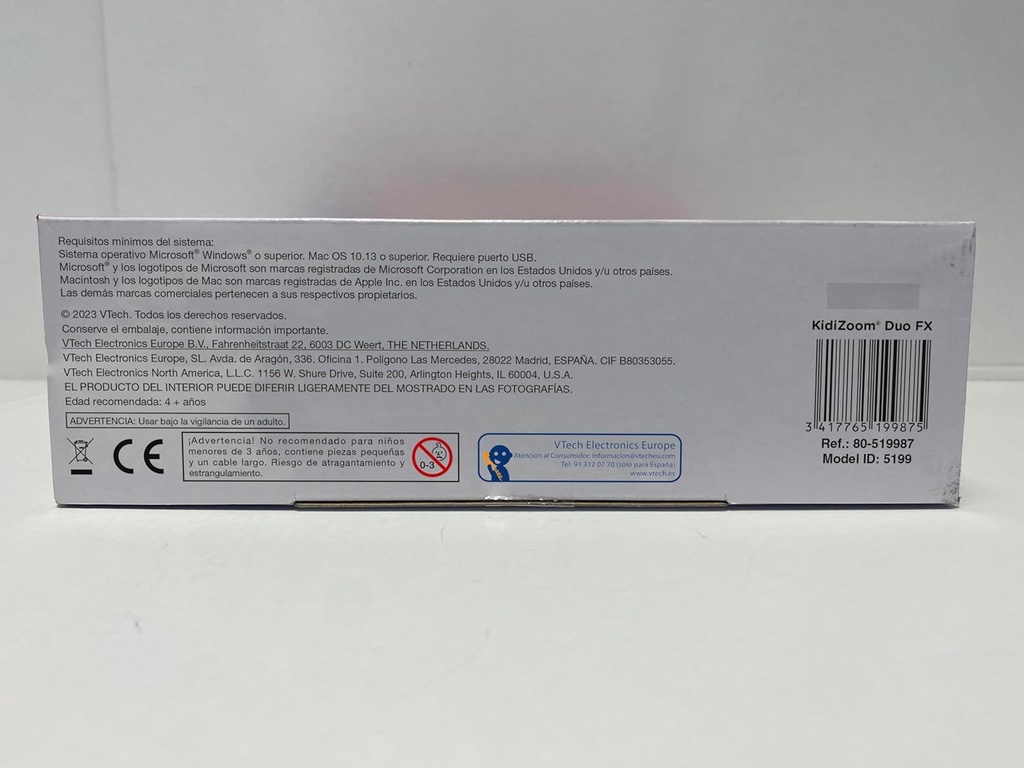 Requisitos mínimos del sistema:
Sistema operativo Microsoft® Windows® o superior. Mac OS 10.13 o superior. Requiere puerto USB.
Microsoft® y los logotipos de Microsoft son marcas registradas de Microsoft Corporation en los Estados Unidos y/u otros países.
Macintosh y los logotipos de Mac son marcas registradas de Apple Inc. en los Estados Unidos y/u otros países.
Las demás marcas comerciales pertenecen a sus respectivos propietarios.
© 2023 VTech. Todos los derechos reservados.
Conserve el embalaje, contiene información importante.
VTech Electronics Europe B.V., Fahrenheitstraat 22, 6003 DC Weert, THE NETHERLANDS.
VTech Electronics Europe, SL. Avda. de Aragón, 336. Oficina 1. Polígono Las Mercedes, 28022 Madrid, ESPAÑA. CIF B80353055.
VTech Electronics North America, L.L.C. 1156 W. Shure Drive, Suite 200, Arlington Heights, IL 60004, U.S.A.
EL PRODUCTO DEL INTERIOR PUEDE DIFERIR LIGERAMENTE DEL MOSTRADO EN LAS FOTOGRAFÍAS.
Edad recomendada: 4 + años
ADVERTENCIA: Usar bajo la vigilancia de un adulto.
CE
¡Advertencia! No recomendado para niños
menores de 3 años, contiene piezas pequeñas
y un cable largo. Riesgo de atragantamiento y
estrangulamiento.
0-3
VTech Electronics Europe
Atención al Consumidor: informacion@vtecheu.com
Tel: 91 312 07 70 (solo para España)
www.vtech.es
KidiZoom® Duo FX
3 417765 199875
Ref.: 80-519987
Model ID: 5199